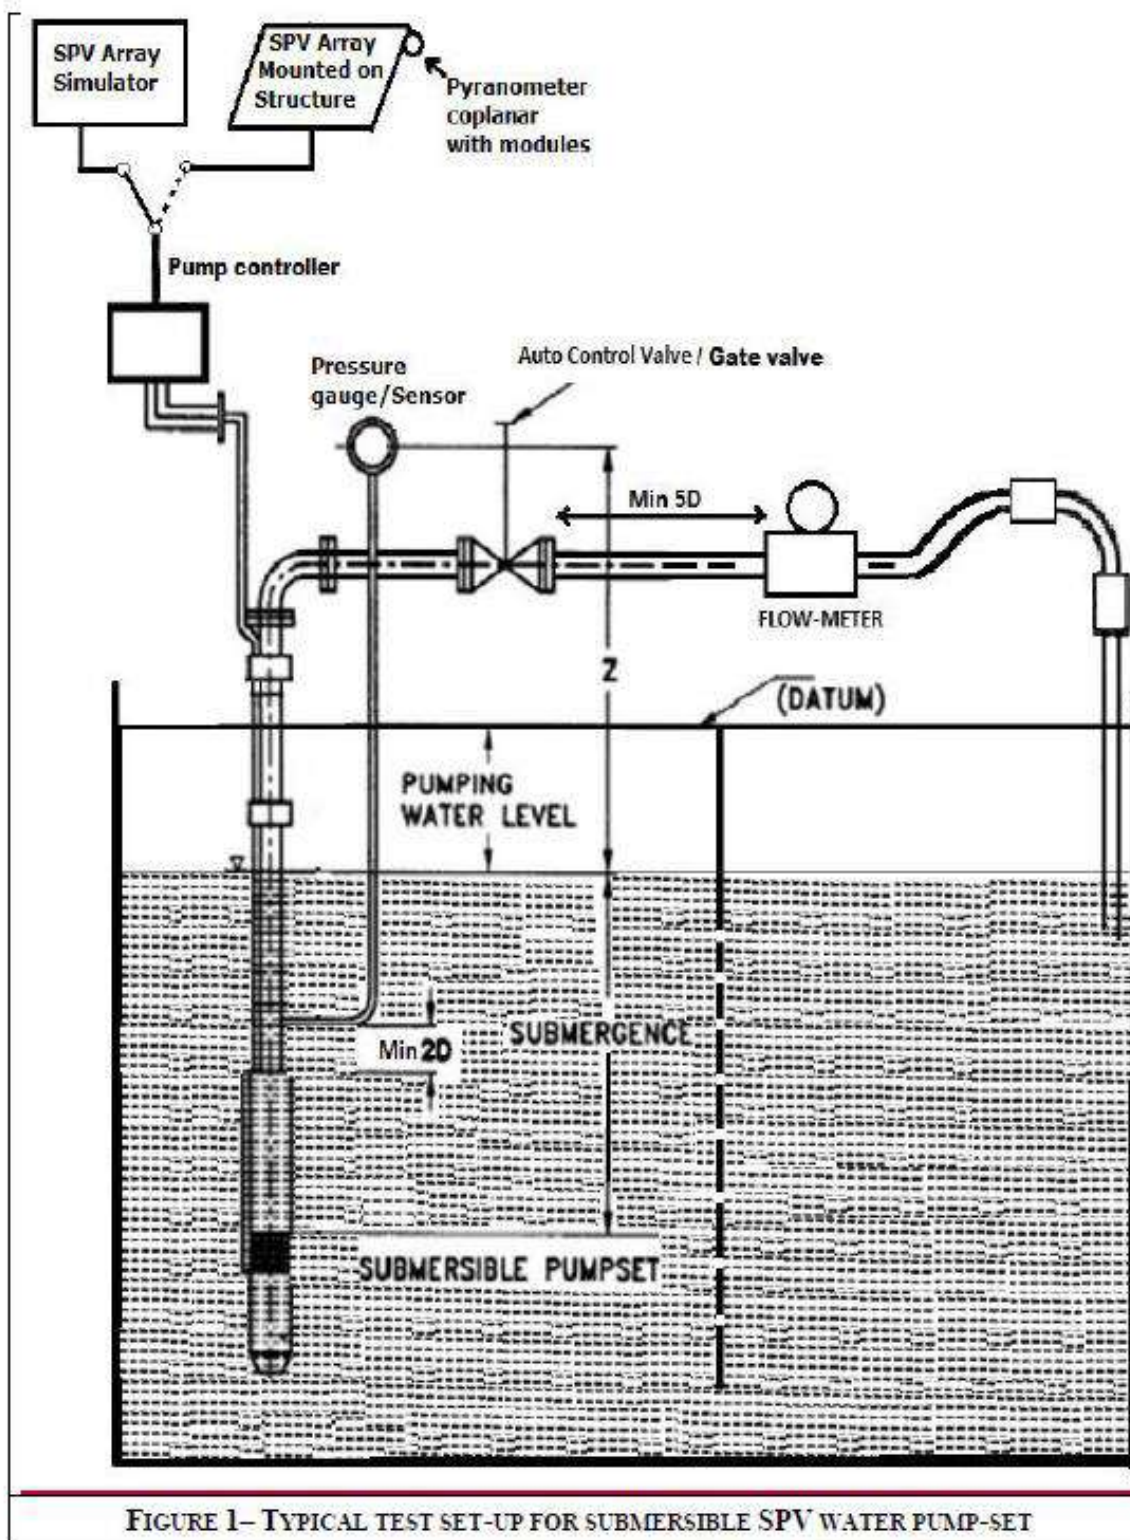 SPV Array
Simulator
SPV Array
Mounted on
Structure
Pyranometer
coplanar
with modules
Pump controller
Auto Control Valve / Gate valve
Pressure
gauge/Sensor
Min 5D
FLOW-METER
Z
(DATUM)
PUMPING
WATER LEVEL
SUBMERGENCE
Min 2D
SUBMERSIBLE PUMPSET
FIGURE 1– TYPICAL TEST SET-UP FOR SUBMERSIBLE SPV WATER PUMP-SET